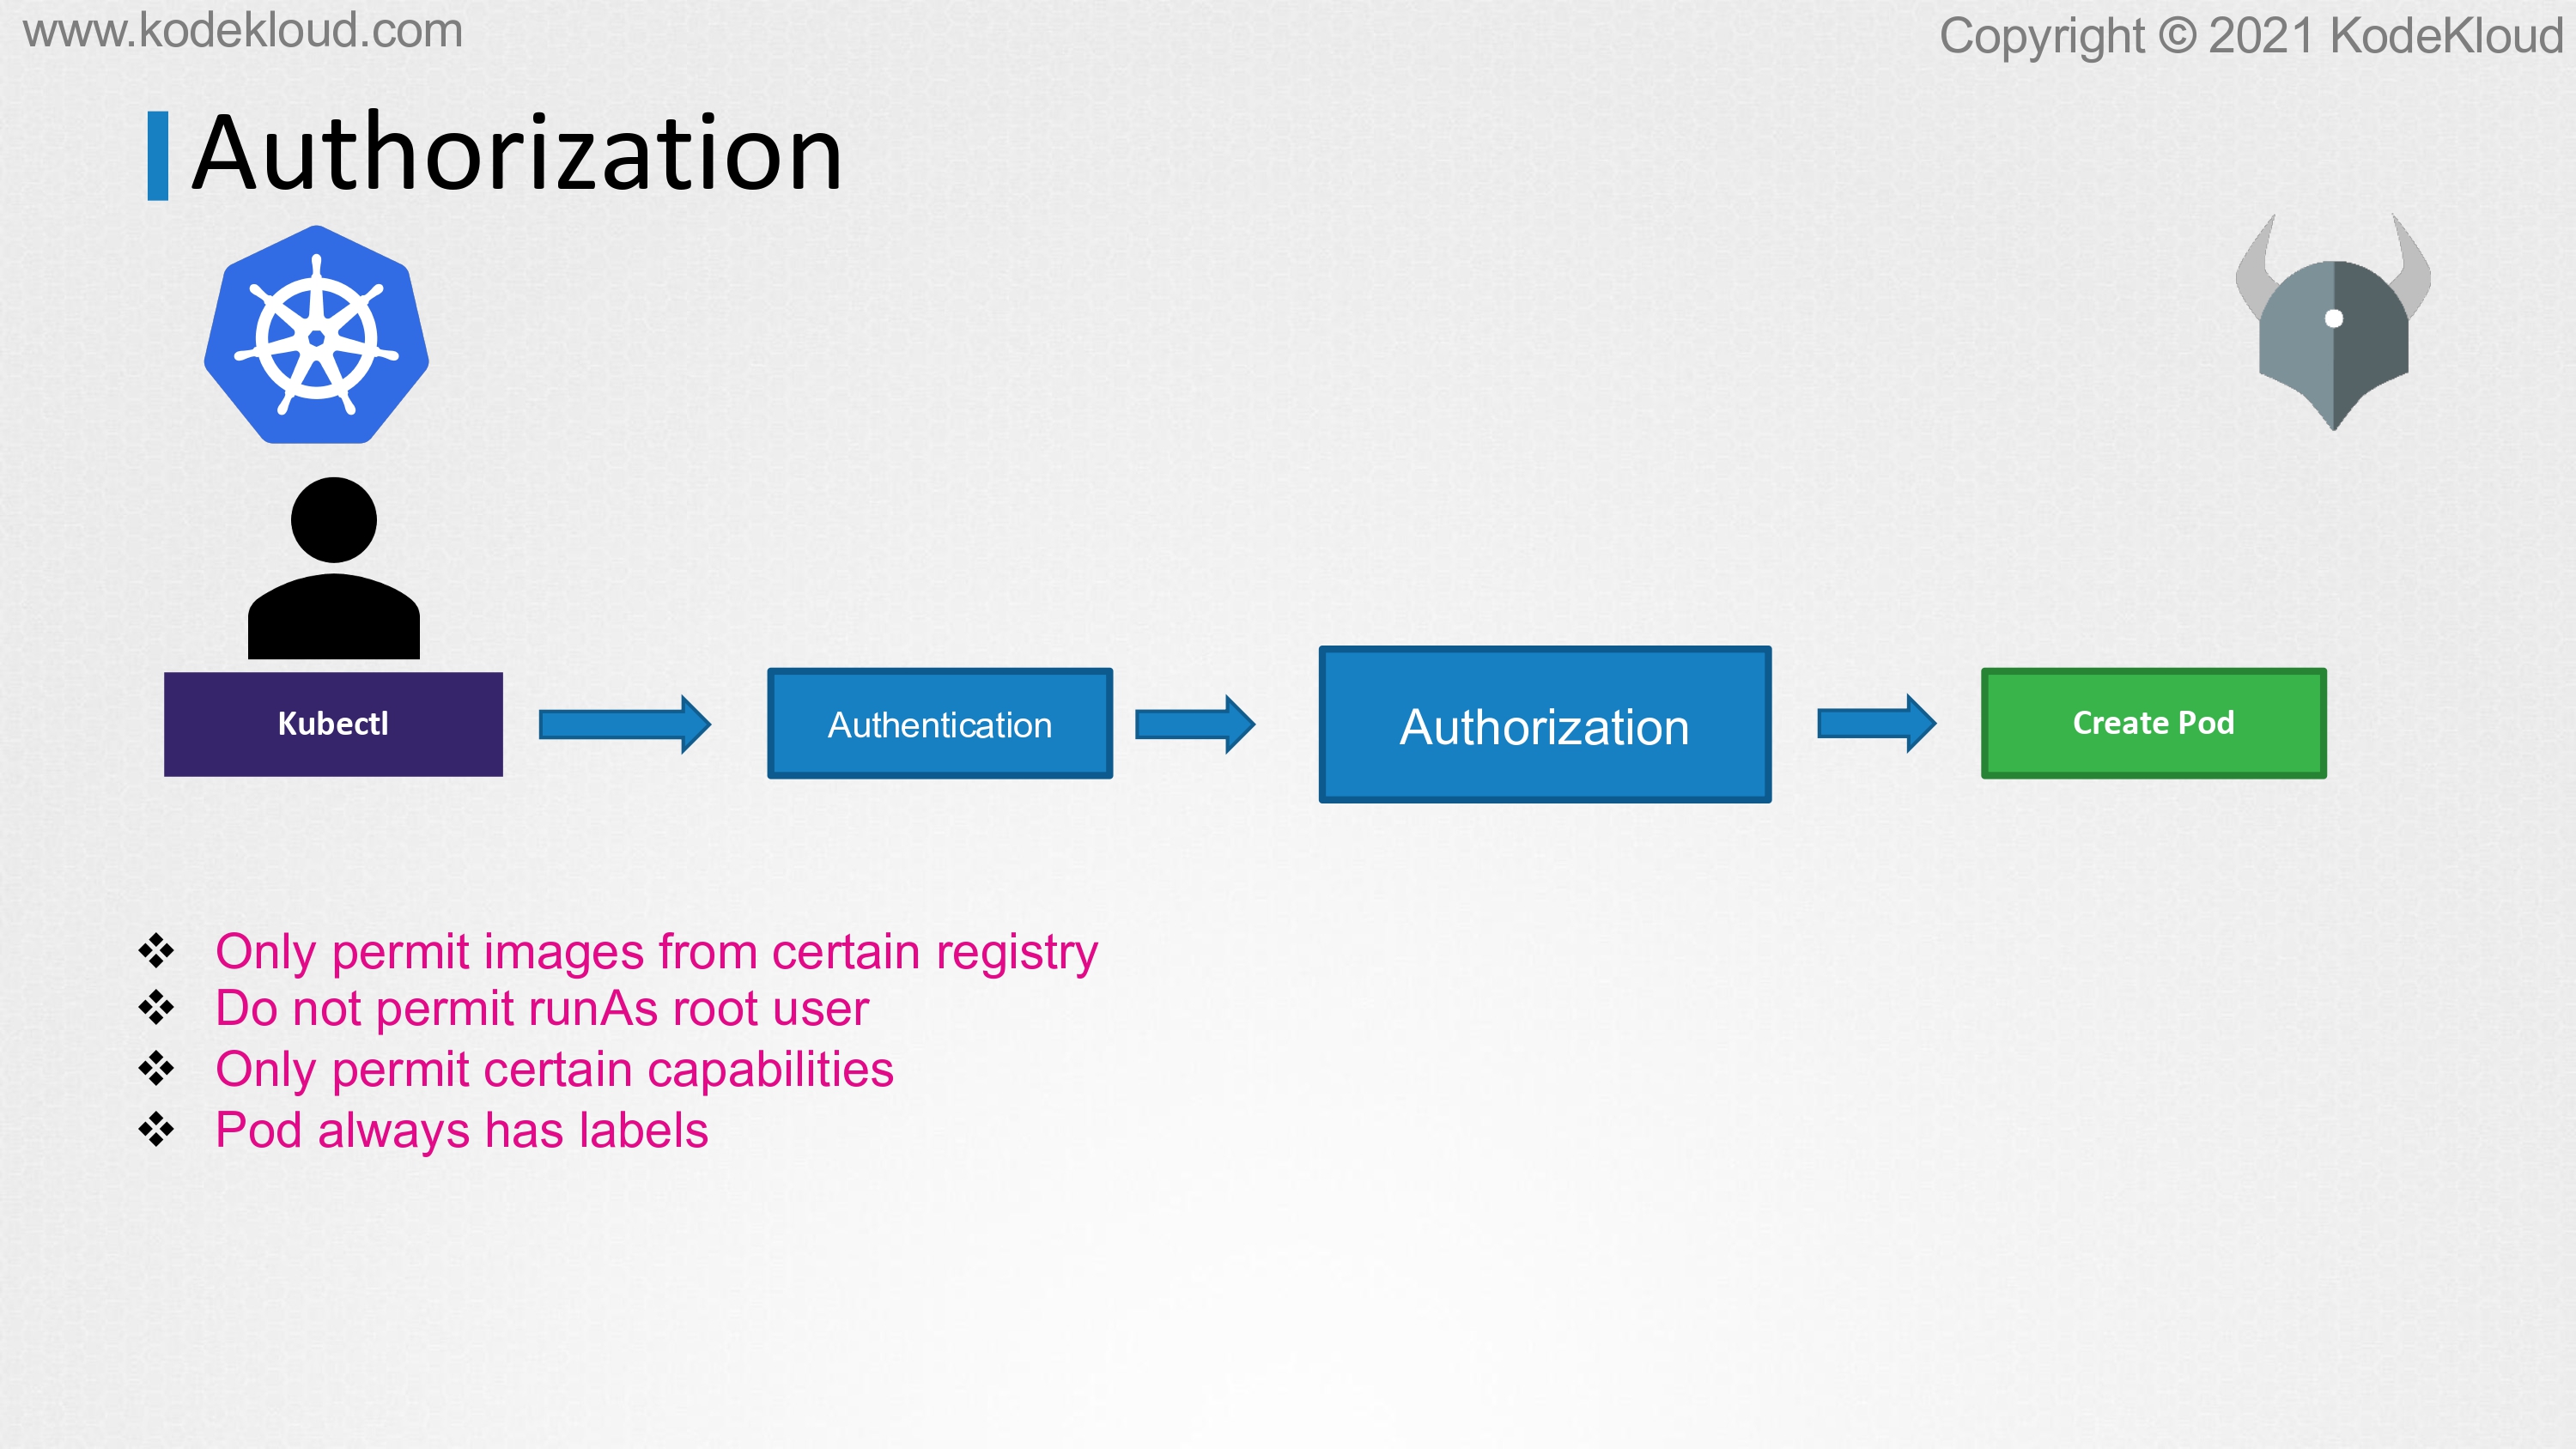 www.kodekloud.com
Copyright © 2021 KodeKloud
Authorization
Kubectl
Authentication
Authorization
Create Pod
❖ Only permit images from certain registry
❖ Do not permit runAs root user
❖ Only permit certain capabilities
❖ Pod always has labels